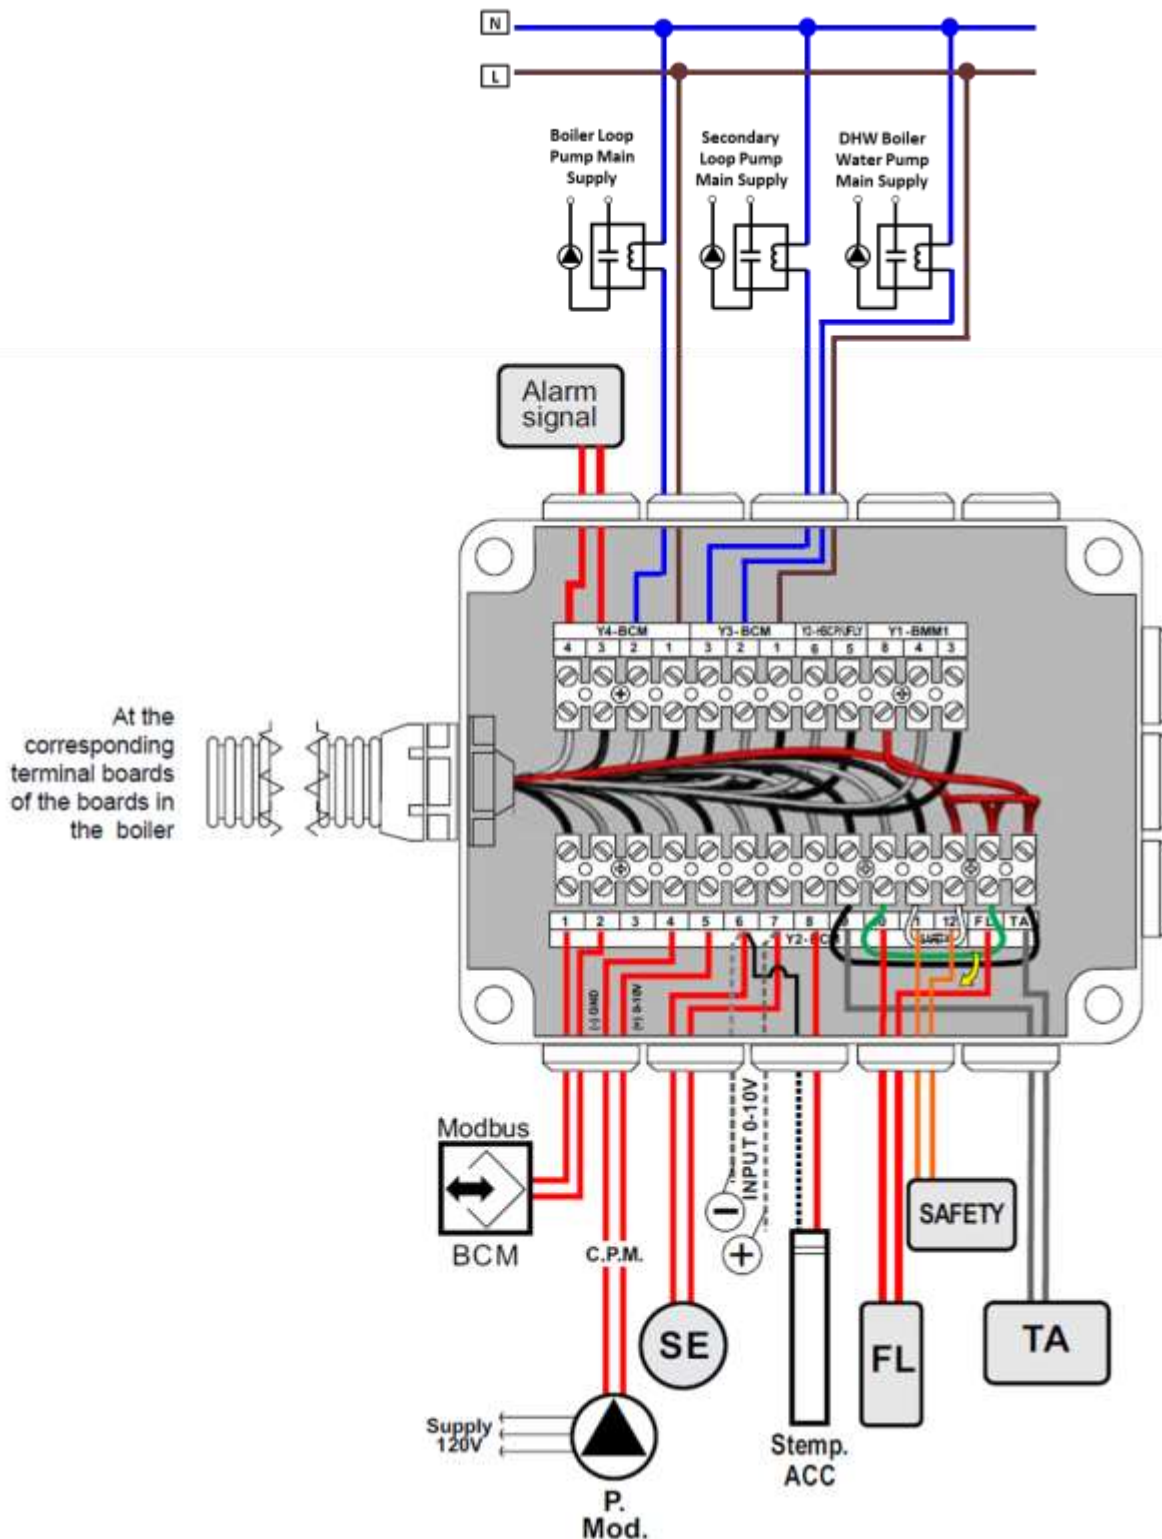 N
L
Boiler Loop
Pump Main
Supply
Secondary
Loop Pump
Main Supply
DHW Boiler
Water Pump
Main Supply
Alarm
signal
Y4-BCM
Y3-BCM
Y1-BMM1
4 3 2 1 3 2 1 6 5 8 4 3
At the
corresponding
terminal boards
of the boards in
the boiler
1 2 3 4 5 6 7 8 12 FL TA
Y2-BCM
(-) GND
(+) 0-10V
INPUT 0-10V
Modbus
BCM
C.P.M.
SE
SAFETY
FL
TA
Supply
120V
P.
Mod.
Stemp.
ACC